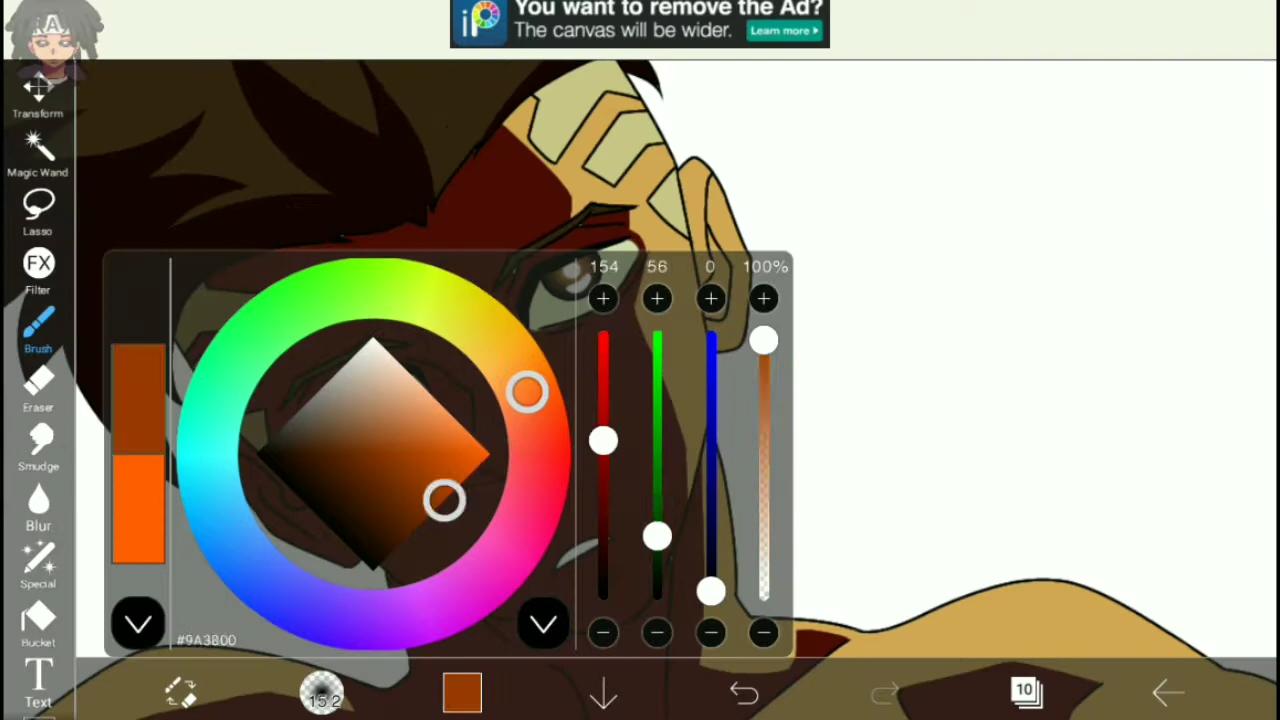 A
iP
You want to remove the Ad?
The canvas will be wider.
Learn more
Transform
Magic Wand
Lasso
FX
Filter
Brush
Eraser
Smudge
Blur
Special
Bucket
T
Text
154 56 0 100%
#9A3800
15.2
10